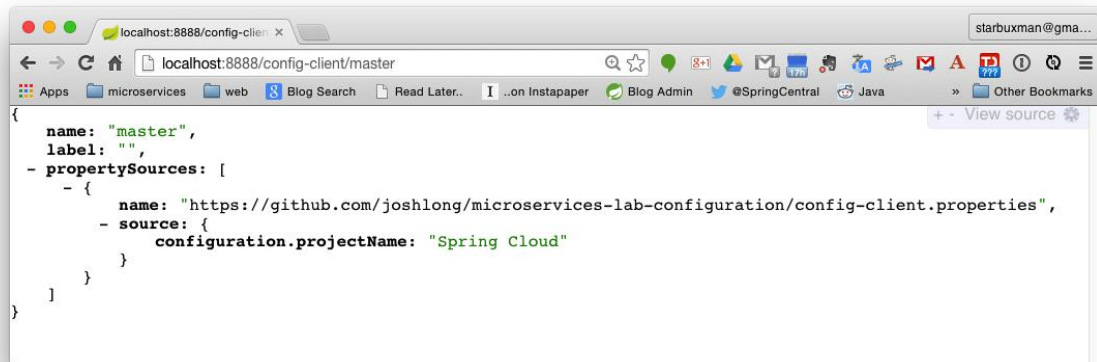 localhost:8888/config-clien
starbuxman@gma...
localhost:8888/config-client/master
Apps microservices web Blog Search Read Later.. I ..on Instapaper Blog Admin @SpringCentral Java » Other Bookmarks
{
+ - View source
name: "master",
label: "",
- propertySources: [
- {
name: "https://github.com/joshlong/microservices-lab-configuration/config-client.properties",
- source: {
configuration.projectName: "Spring Cloud"
}
}
]
}